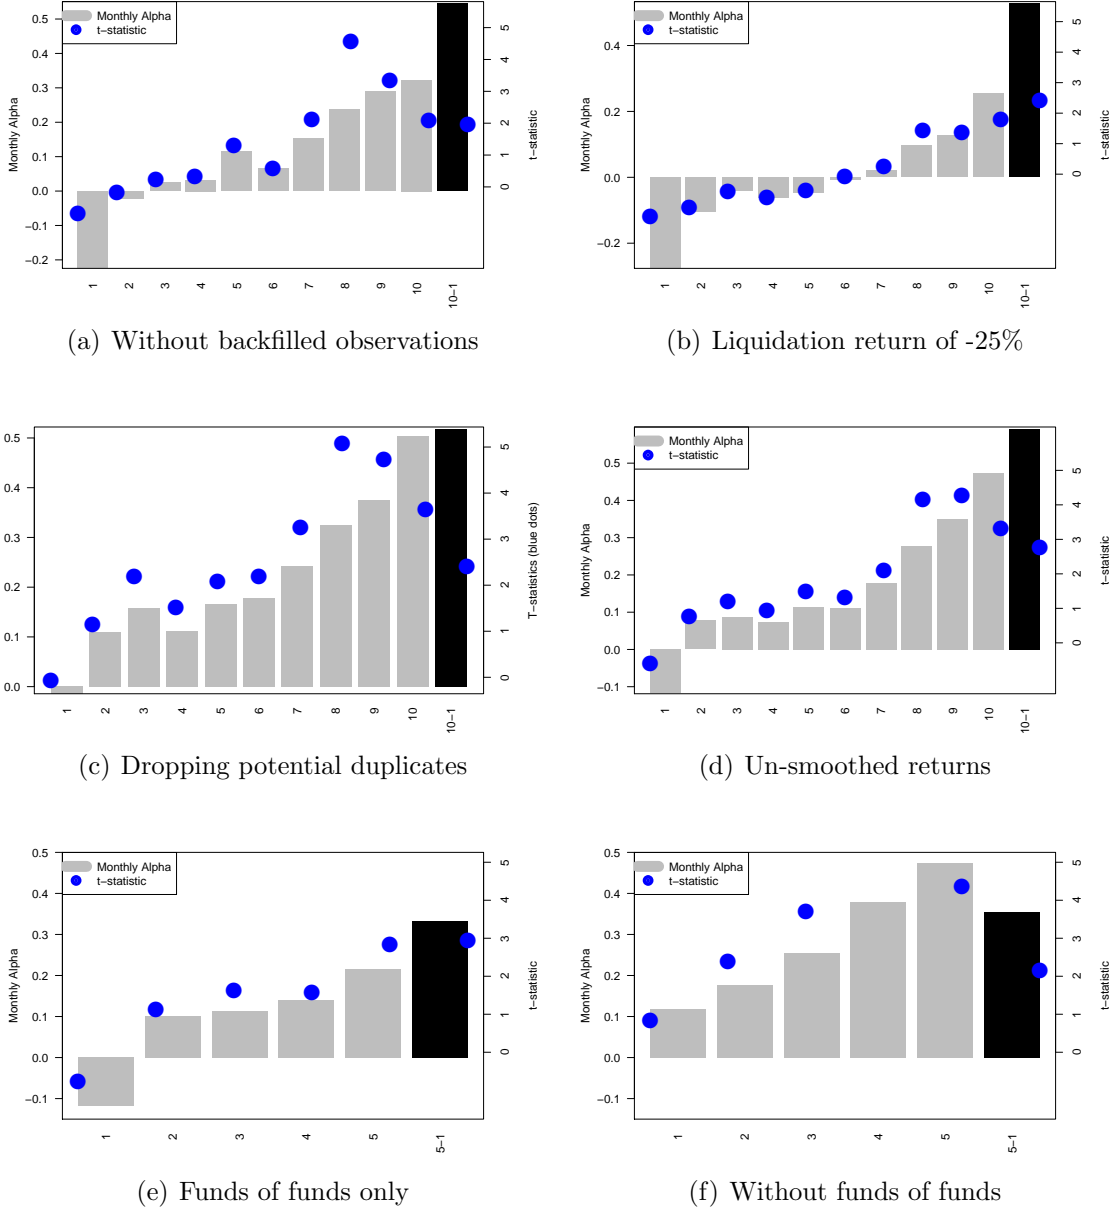 Monthly Alpha
t−statistic
0.5
0.4
0.3
0.2
0.1
0.0
−0.1
−0.2
Monthly Alpha
5
4
3
2
1
0
t−statistic
1 2 3 4 5 6 7 8 9 10 10−1
(a) Without backfilled observations
Monthly Alpha
t−statistic
0.4
0.2
0.0
−0.2
Monthly Alpha
5
4
3
2
1
0
t−statistic
1 2 3 4 5 6 7 8 9 10 10−1
(b) Liquidation return of -25%
0.5
0.4
0.3
0.2
0.1
0.0
5
4
3
2
1
0
T−Statistics (blue dots)
1 2 3 4 5 6 7 8 9 10 10−1
(c) Dropping potential duplicates
Monthly Alpha
t−statistic
0.5
0.4
0.3
0.2
0.1
0.0
−0.1
Monthly Alpha
5
4
3
2
1
0
t−statistic
1 2 3 4 5 6 7 8 9 10 10−1
(d) Un-smoothed returns
Monthly Alpha
t−statistic
0.5
0.4
0.3
0.2
0.1
0.0
−0.1
Monthly Alpha
5
4
3
2
1
0
t−statistic
1 2 3 4 5 5−1
(e) Funds of funds only
Monthly Alpha
t−statistic
0.5
0.4
0.3
0.2
0.1
0.0
−0.1
Monthly Alpha
5
4
3
2
1
0
t−statistic
1 2 3 4 5 5−1
(f) Without funds of funds